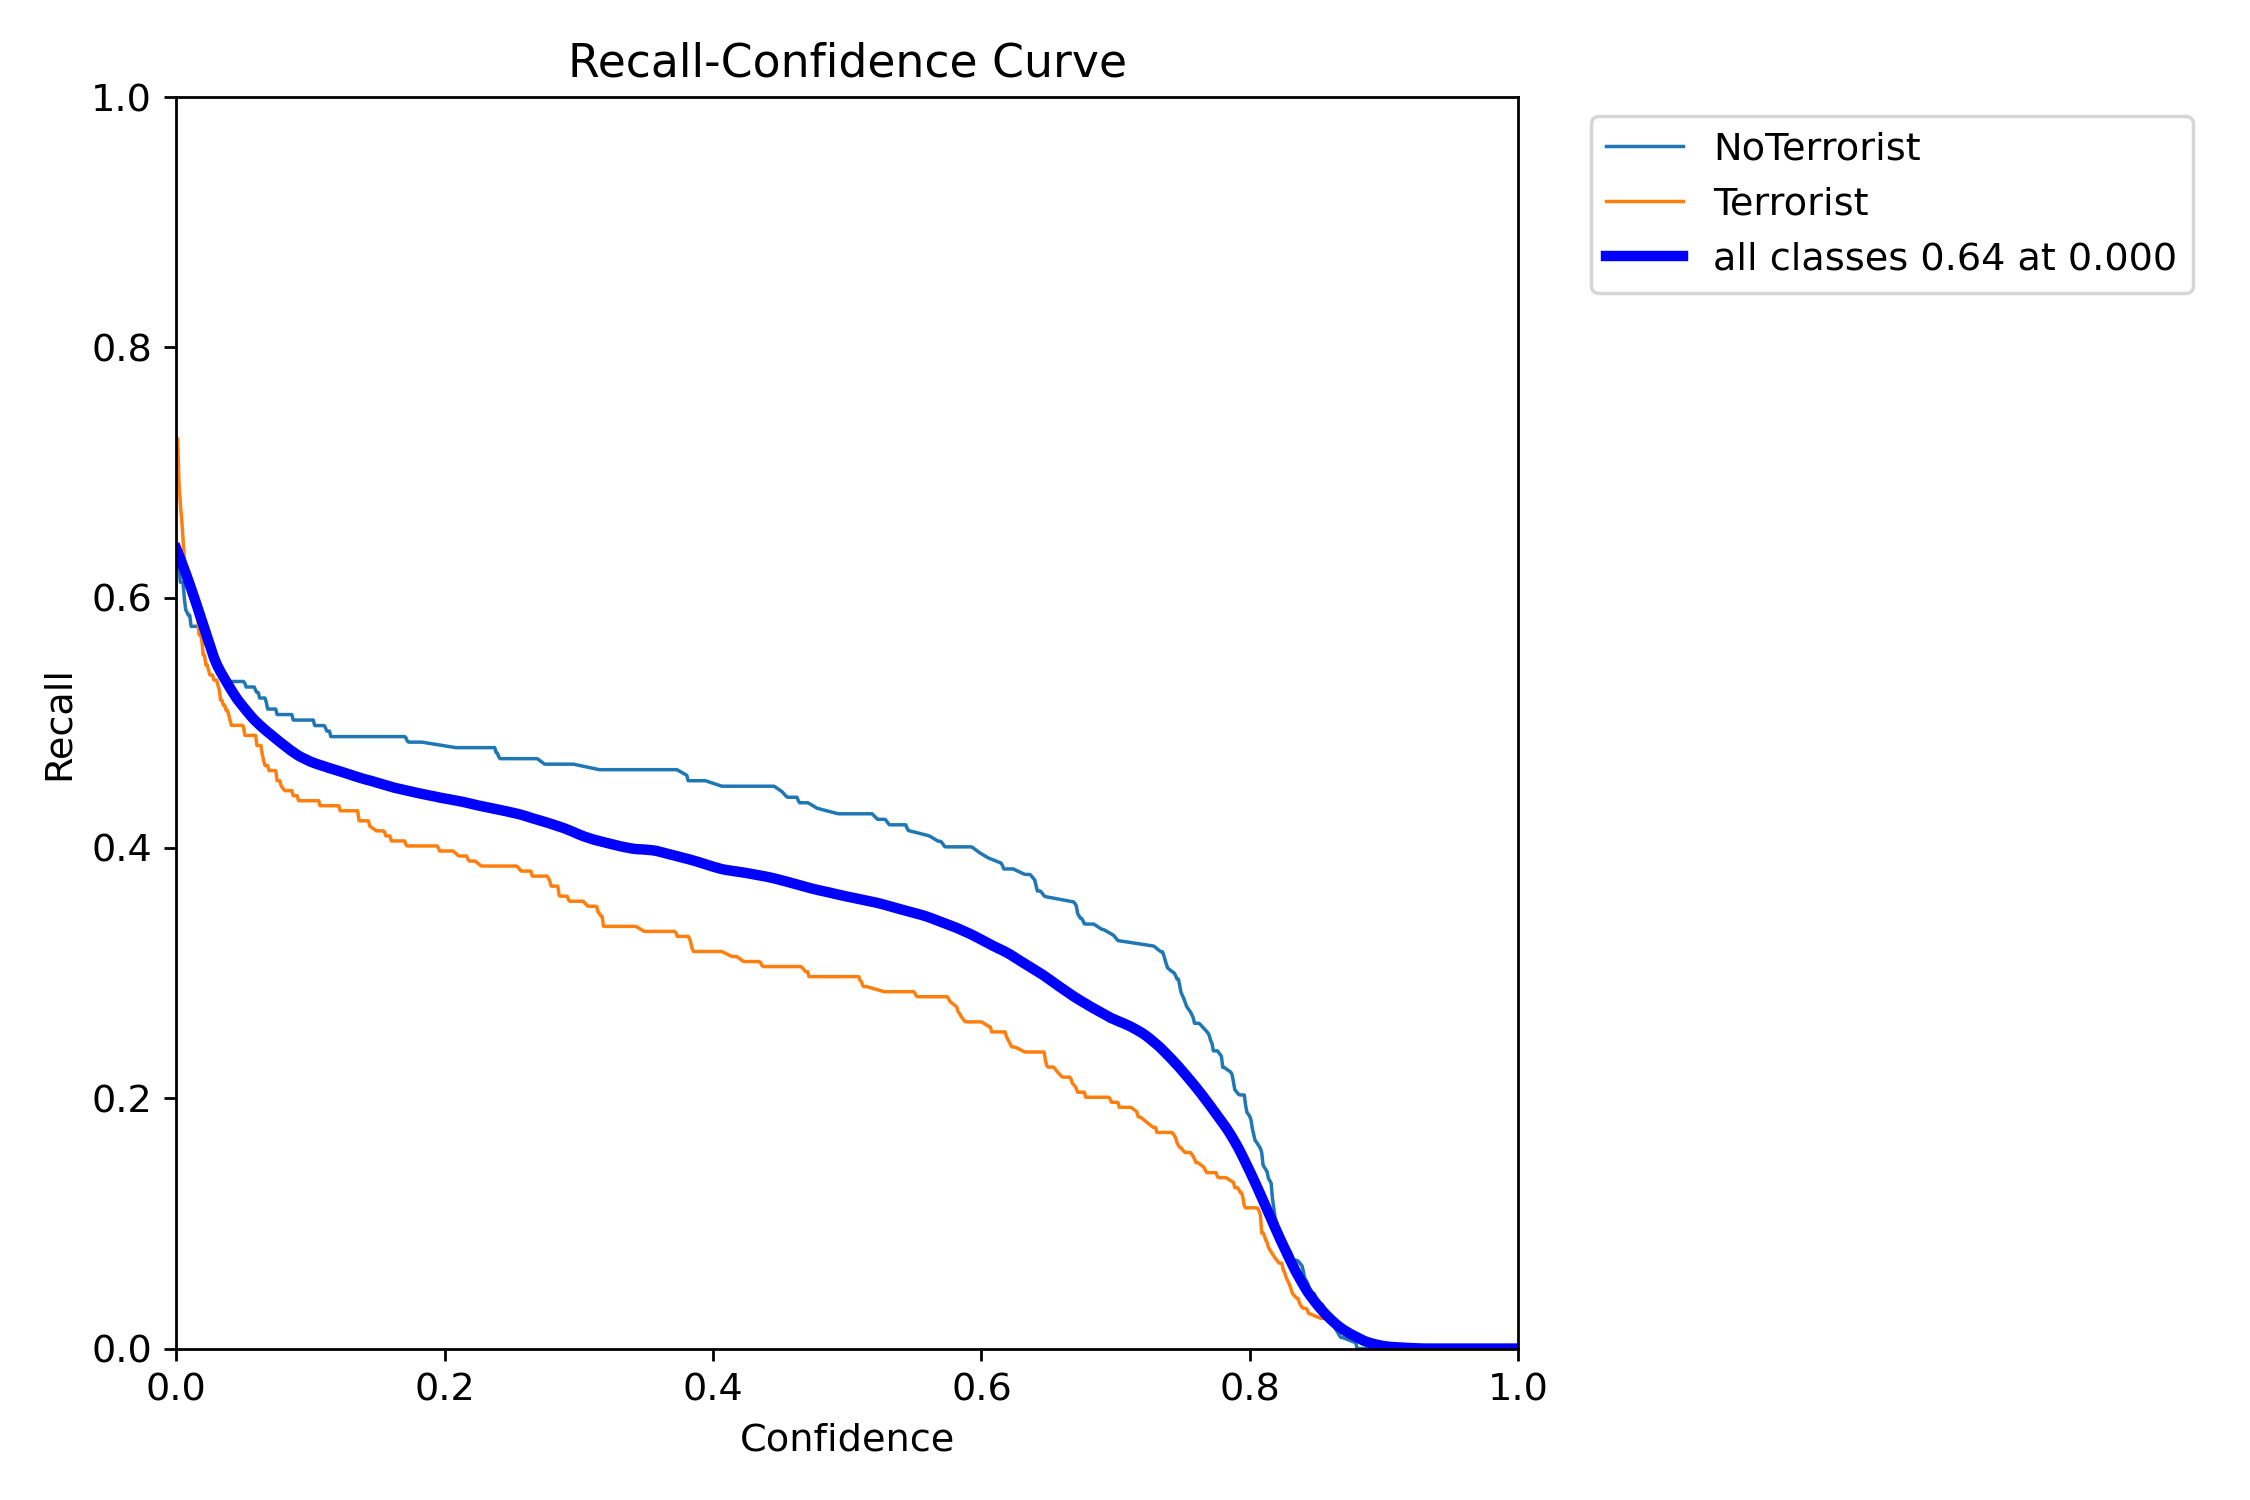 Recall-Confidence Curve
1.0
0.8
0.6
0.4
0.2
0.0
Recall
0.0 0.2 0.4 0.6 0.8 1.0
Confidence
NoTerrorist
Terrorist
all classes 0.64 at 0.000